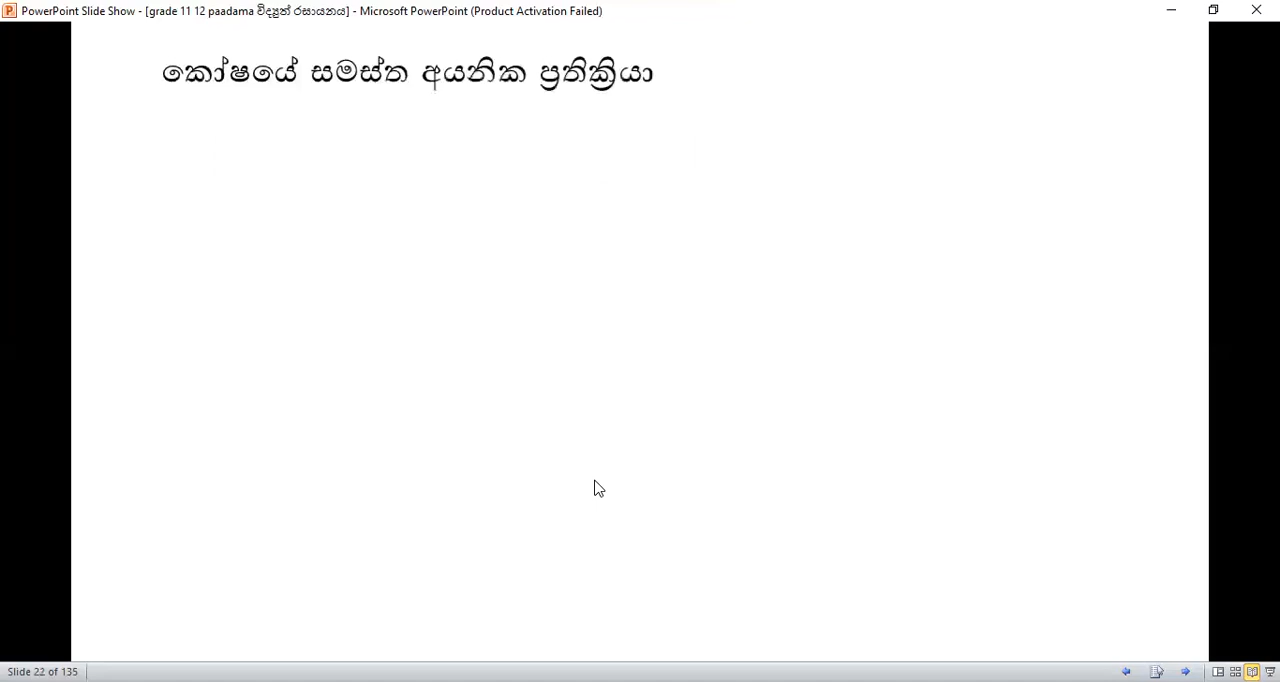 PowerPoint Slide Show - [grade 11 12 paadama විද්‍යුත් රසායනය] - Microsoft PowerPoint (Product Activation Failed)
කෝෂයේ සමස්ත අයනික ප්‍රතික්‍රියා
Slide 22 of 135